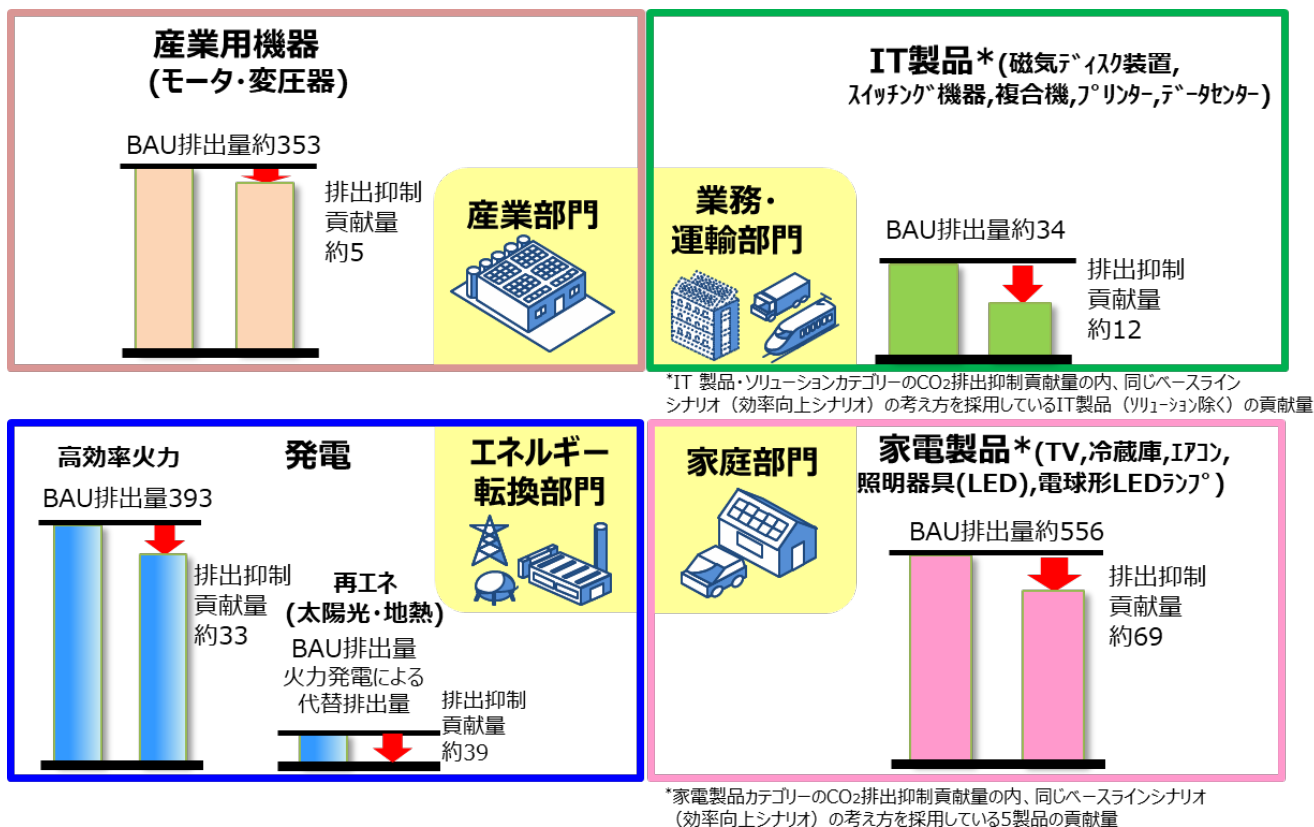 産業用機器
(モータ・変圧器)
BAU排出量約353
排出抑制
貢献量
約5
産業部門
IT製品*(磁気ﾃﾞｨｽｸ装置,
ｽｲｯﾁﾝｸﾞ機器,複合機,ﾌﾟﾘﾝﾀｰ,ﾃﾞｰﾀｾﾝﾀｰ)
業務・
運輸部門
BAU排出量約34
排出抑制
貢献量
約12
*IT 製品・ソリューションカテゴリーのCO₂排出抑制貢献量の内、同じベースライン
シナリオ（効率向上シナリオ）の考え方を採用しているIT製品（ｿﾘｭｰｼｮﾝ除く）の貢献量
高効率火力
発電
エネルギー
転換部門
BAU排出量393
排出抑制
貢献量
約33
再エネ
(太陽光・地熱)
BAU排出量
火力発電による
代替排出量
排出抑制
貢献量
約39
家庭部門
家電製品*(TV,冷蔵庫,ｴｱｺﾝ,
照明器具(LED),電球形LEDﾗﾝﾌﾟ)
BAU排出量約556
排出抑制
貢献量
約69
*家電製品カテゴリーのCO₂排出抑制貢献量の内、同じベースラインシナリオ
（効率向上シナリオ）の考え方を採用している5製品の貢献量